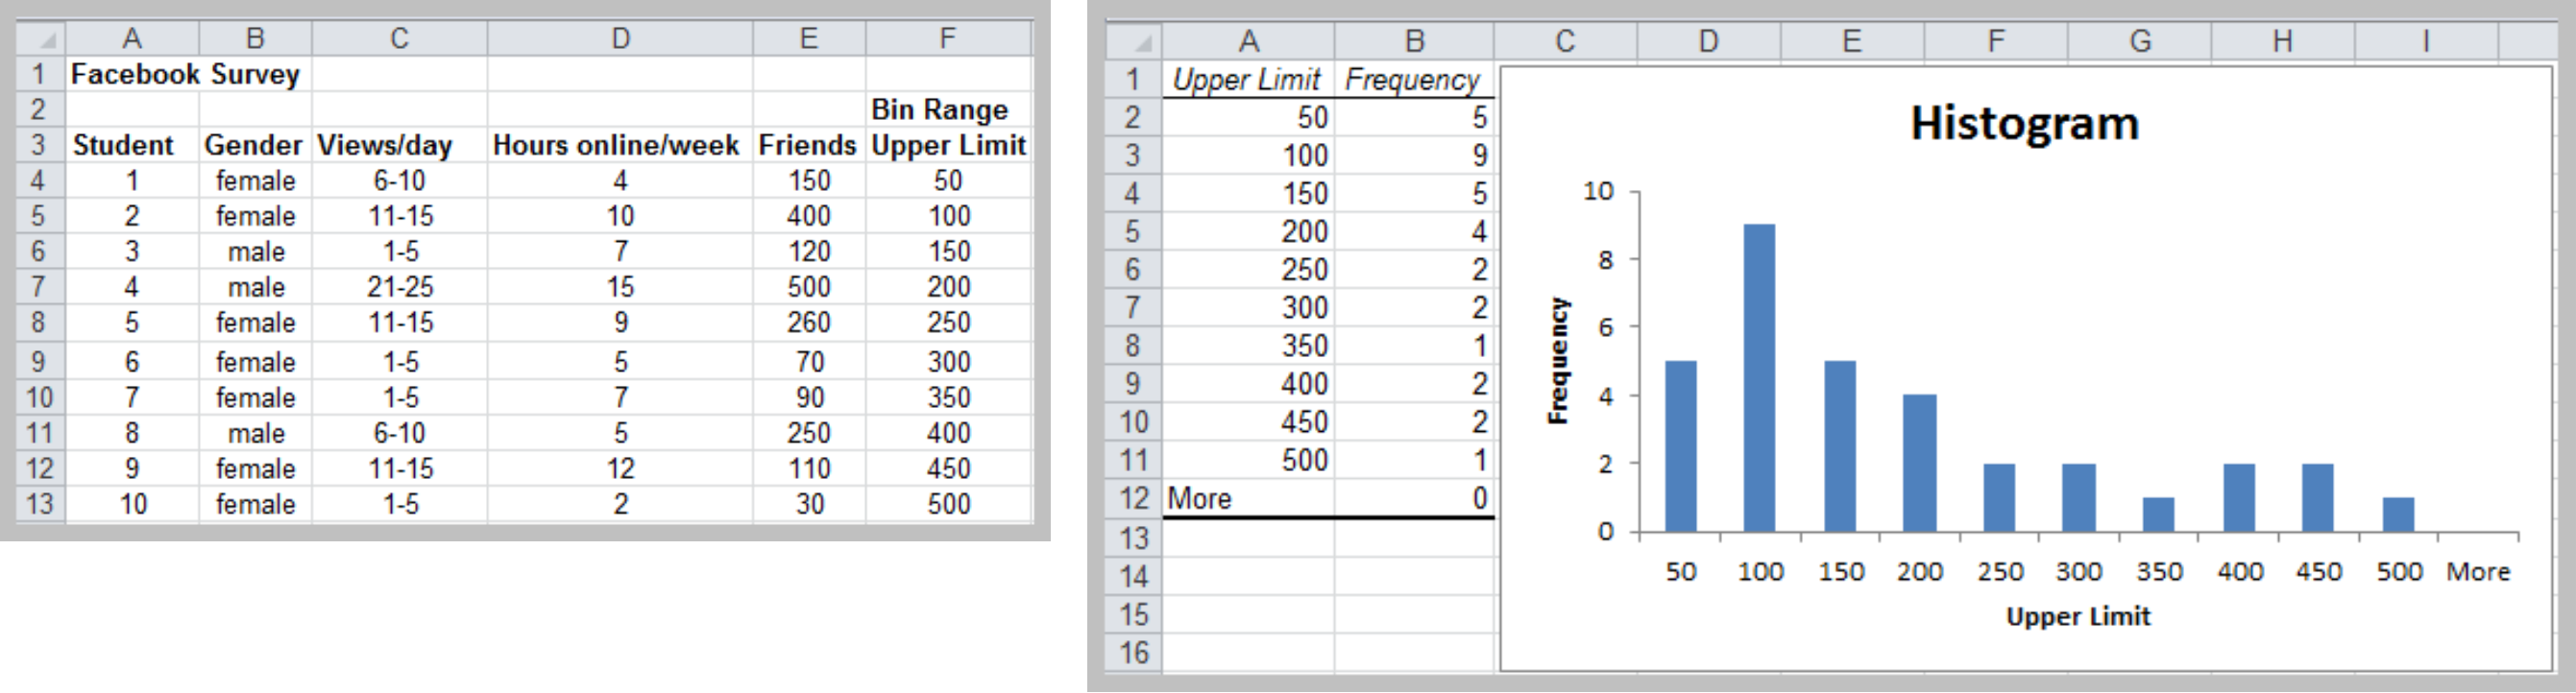 A B C D E F
1 Facebook Survey
2 Bin Range
3 Student Gender Views/day Hours online/week Friends Upper Limit
4 1 female 6-10 4 150 50
5 2 female 11-15 10 400 100
6 3 male 1-5 7 120 150
7 4 male 21-25 15 500 200
8 5 female 11-15 9 260 250
9 6 female 1-5 5 70 300
10 7 female 1-5 7 90 350
11 8 male 6-10 5 250 400
12 9 female 11-15 12 110 450
13 10 female 1-5 2 30 500
A B C D E F G H I
1 Upper Limit Frequency
2 50 5
3 100 9
4 150 5
5 200 4
6 250 2
7 300 2
8 350 1
9 400 2
10 450 2
11 500 1
12 More 0
13
14
15
16
Histogram
Frequency
10
8
6
4
2
0
50 100 150 200 250 300 350 400 450 500 More
Upper Limit